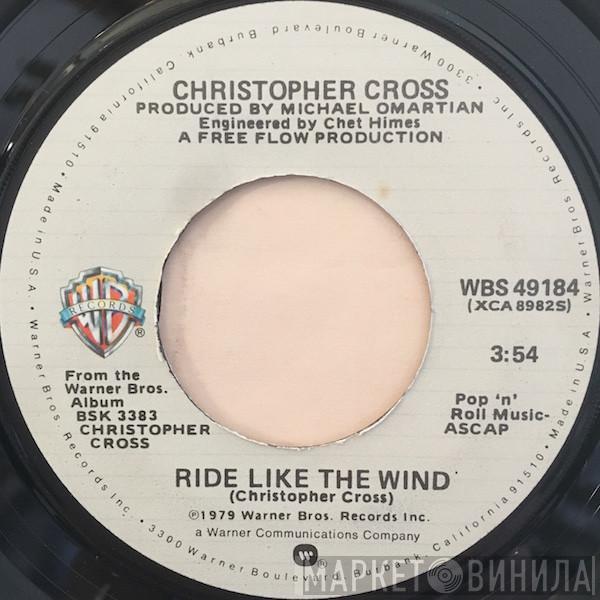 CHRISTOPHER CROSS
PRODUCED BY MICHAEL OMARTIAN
Engineered by Chet Himes
A FREE FLOW PRODUCTION
WB
RECORDS
®
WBS 49184
(XCA 8982S)
3:54
From the
Warner Bros.
Album
BSK 3383
CHRISTOPHER
CROSS
Pop 'n'
Roll Music-
ASCAP
RIDE LIKE THE WIND
(Christopher Cross)
℗1979 Warner Bros. Records Inc.
a Warner Communications Company
Warner Bros. Records Inc. • 3300 Warner Boulevard, Burbank, California 91510 • Made in U.S.A. • Warner Bros. Records Inc. • 3300 Warner Boulevard, Burbank, California 91510 • Made in U.S.A. •
МАРКЕТ ВИНИЛА